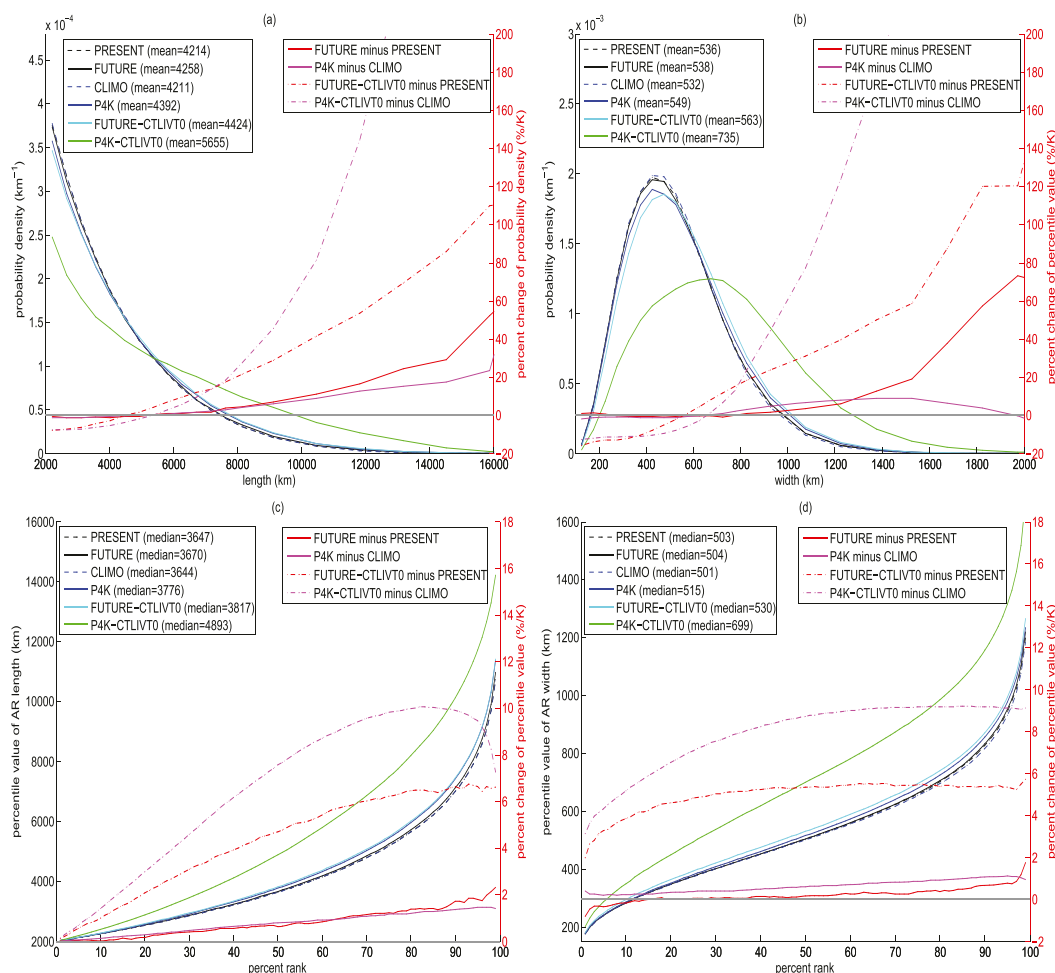 (a)
x 10⁻⁴
PRESENT (mean=4214)
FUTURE (mean=4258)
CLIMO (mean=4211)
P4K (mean=4392)
FUTURE−CTLIVT0 (mean=4424)
P4K−CTLIVT0 (mean=5655)
FUTURE minus PRESENT
P4K minus CLIMO
FUTURE−CTLIVT0 minus PRESENT
P4K−CTLIVT0 minus CLIMO
probability density (km⁻¹)
4.5
4
3.5
3
2.5
2
1.5
1
0.5
0
2000 4000 6000 8000 10000 12000 14000 16000
length (km)
200
180
160
140
120
100
80
60
40
20
0
−20
percent change of probability density (%/K)
(b)
x 10⁻³
PRESENT (mean=536)
FUTURE (mean=538)
CLIMO (mean=532)
P4K (mean=549)
FUTURE−CTLIVT0 (mean=563)
P4K−CTLIVT0 (mean=735)
FUTURE minus PRESENT
P4K minus CLIMO
FUTURE−CTLIVT0 minus PRESENT
P4K−CTLIVT0 minus CLIMO
probability density (km⁻¹)
3
2.5
2
1.5
1
0.5
0
200 400 600 800 1000 1200 1400 1600 1800 2000
width (km)
200
180
160
140
120
100
80
60
40
20
0
−20
percent change of percentile value (%/K)
(c)
PRESENT (median=3647)
FUTURE (median=3670)
CLIMO (median=3644)
P4K (median=3776)
FUTURE−CTLIVT0 (median=3817)
P4K−CTLIVT0 (median=4893)
FUTURE minus PRESENT
P4K minus CLIMO
FUTURE−CTLIVT0 minus PRESENT
P4K−CTLIVT0 minus CLIMO
percentile value of AR length (km)
16000
14000
12000
10000
8000
6000
4000
2000
0 10 20 30 40 50 60 70 80 90 100
percent rank
18
16
14
12
10
8
6
4
2
0
percent change of percentile value (%/K)
(d)
PRESENT (median=503)
FUTURE (median=504)
CLIMO (median=501)
P4K (median=515)
FUTURE−CTLIVT0 (median=530)
P4K−CTLIVT0 (median=699)
FUTURE minus PRESENT
P4K minus CLIMO
FUTURE−CTLIVT0 minus PRESENT
P4K−CTLIVT0 minus CLIMO
percentile value of AR width (km)
1600
1400
1200
1000
800
600
400
200
0 10 20 30 40 50 60 70 80 90 100
percent rank
18
16
14
12
10
8
6
4
2
0
−2
percent change of percentile value (%/K)